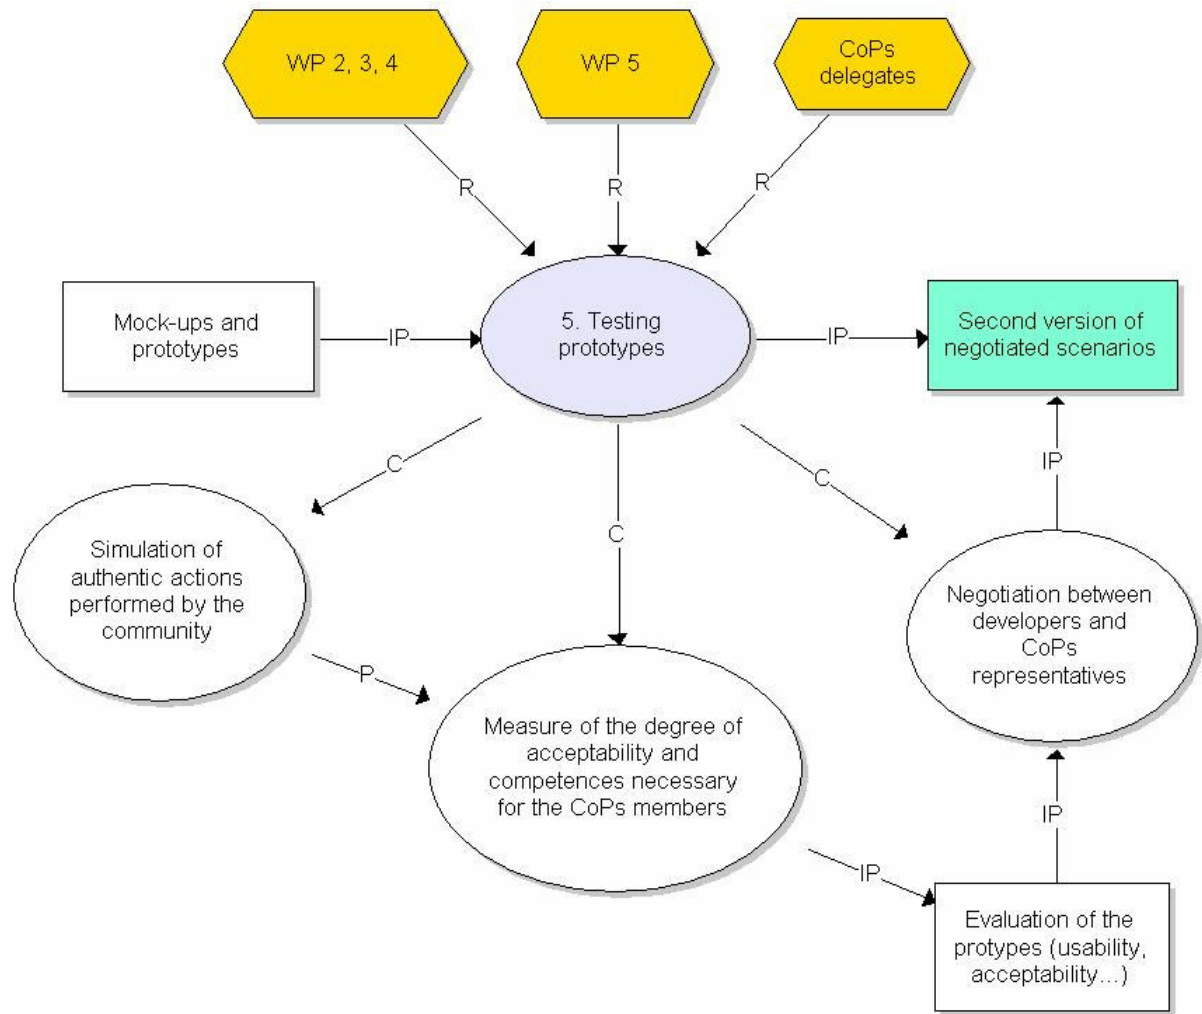 WP 2, 3, 4
WP 5
CoPs
delegates
R
R
R
Mock-ups and
prototypes
IP
5. Testing
prototypes
IP
Second version of
negotiated scenarios
C
C
C
IP
Simulation of
authentic actions
performed by the
community
Negotiation between
developers and
CoPs
representatives
P
Measure of the degree of
acceptability and
competences necessary
for the CoPs members
IP
IP
Evaluation of the
protypes (usability,
acceptability...)